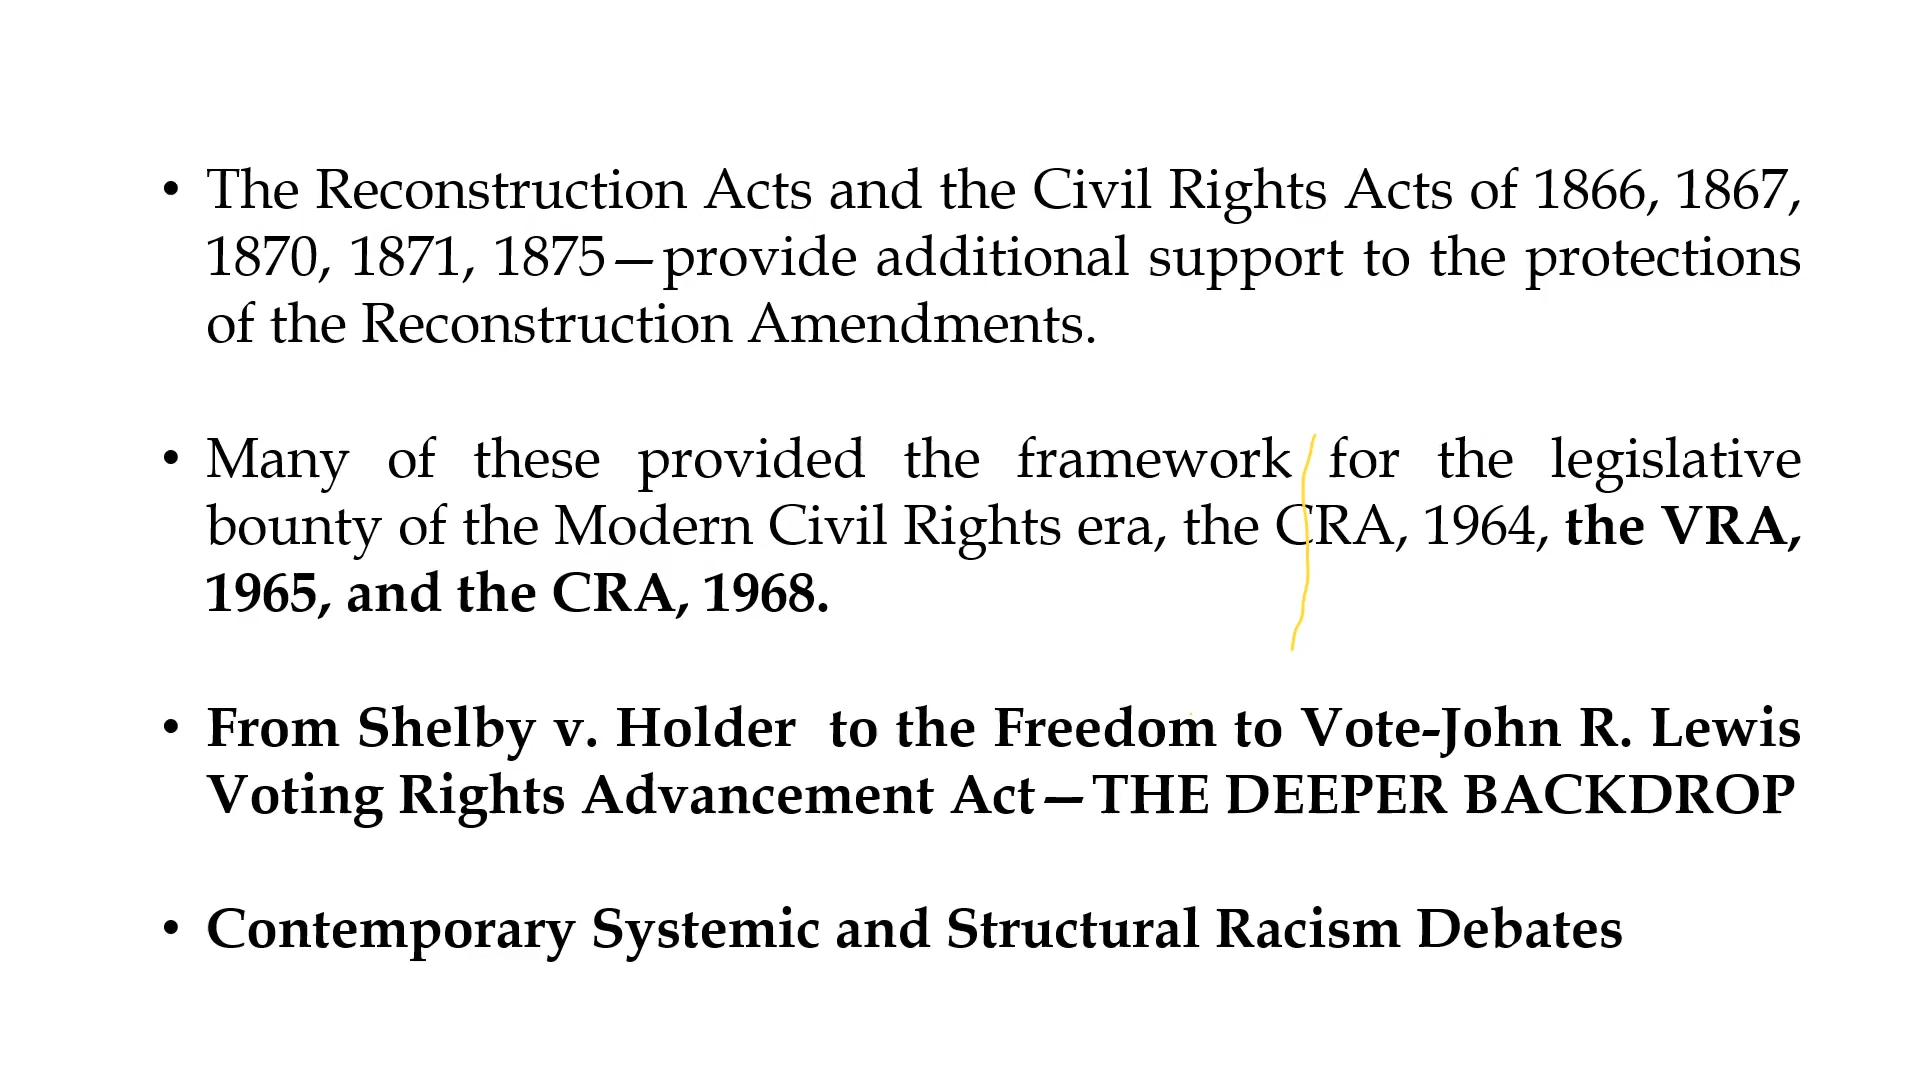 • The Reconstruction Acts and the Civil Rights Acts of 1866, 1867,
1870, 1871, 1875—provide additional support to the protections
of the Reconstruction Amendments.
• Many of these provided the framework for the legislative
bounty of the Modern Civil Rights era, the CRA, 1964, the VRA,
1965, and the CRA, 1968.
• From Shelby v. Holder to the Freedom to Vote-John R. Lewis
Voting Rights Advancement Act—THE DEEPER BACKDROP
• Contemporary Systemic and Structural Racism Debates